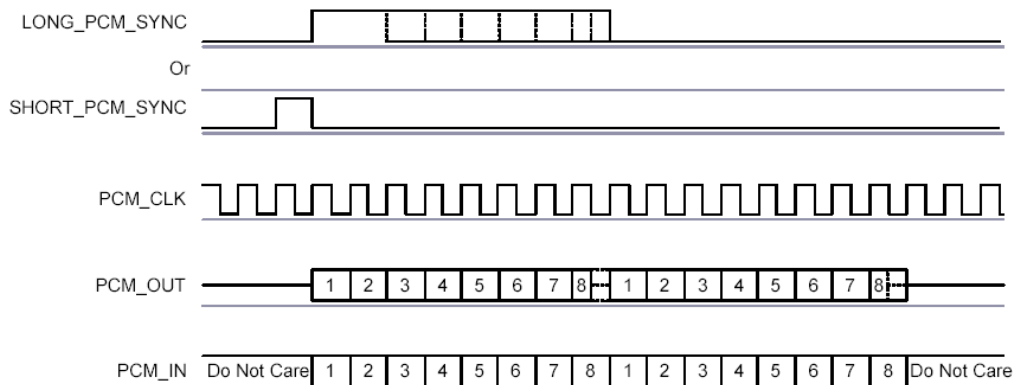 LONG_PCM_SYNC
Or
SHORT_PCM_SYNC
PCM_CLK
PCM_OUT 1 2 3 4 5 6 7 8 1 2 3 4 5 6 7 8
PCM_IN Do Not Care 1 2 3 4 5 6 7 8 1 2 3 4 5 6 7 8 Do Not Care